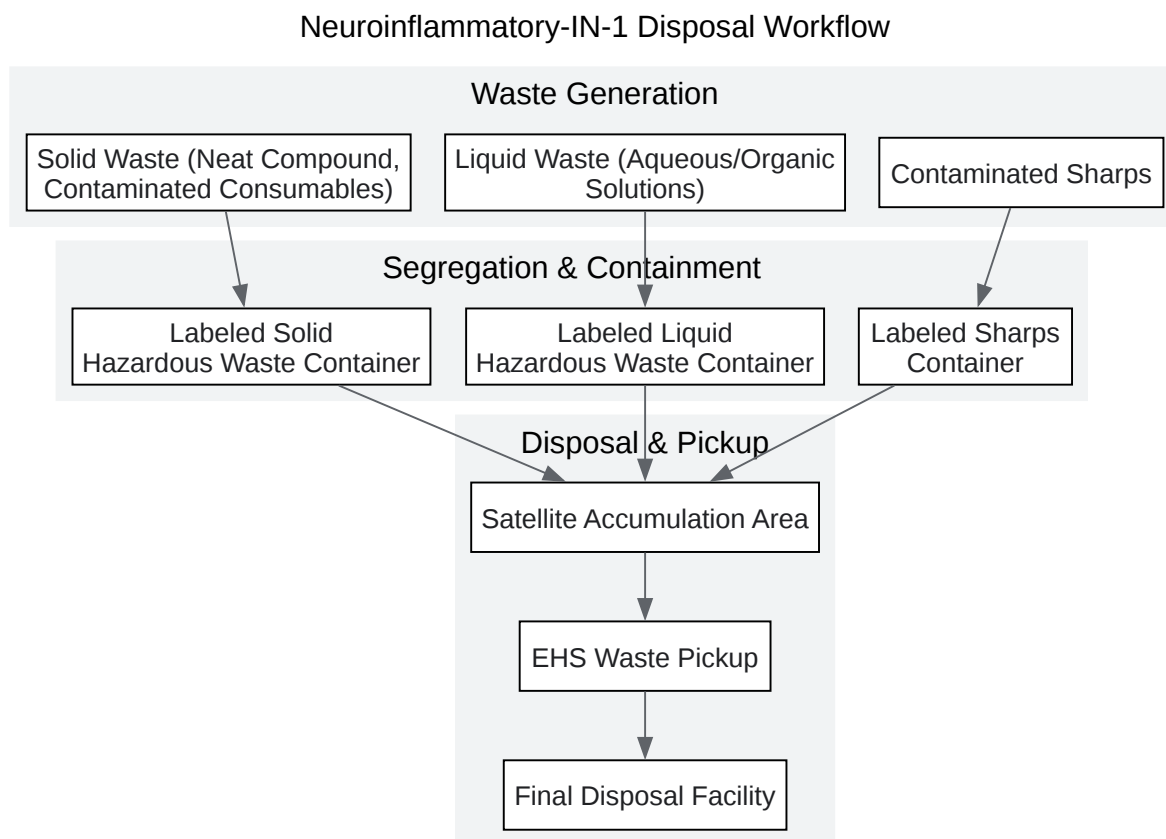 Neuroinflammatory-IN-1 Disposal Workflow
Waste Generation
Solid Waste (Neat Compound,
Contaminated Consumables)
Liquid Waste (Aqueous/Organic
Solutions)
Contaminated Sharps
Segregation & Containment
Labeled Solid
Hazardous Waste Container
Labeled Liquid
Hazardous Waste Container
Labeled Sharps
Container
Disposal & Pickup
Satellite Accumulation Area
EHS Waste Pickup
Final Disposal Facility